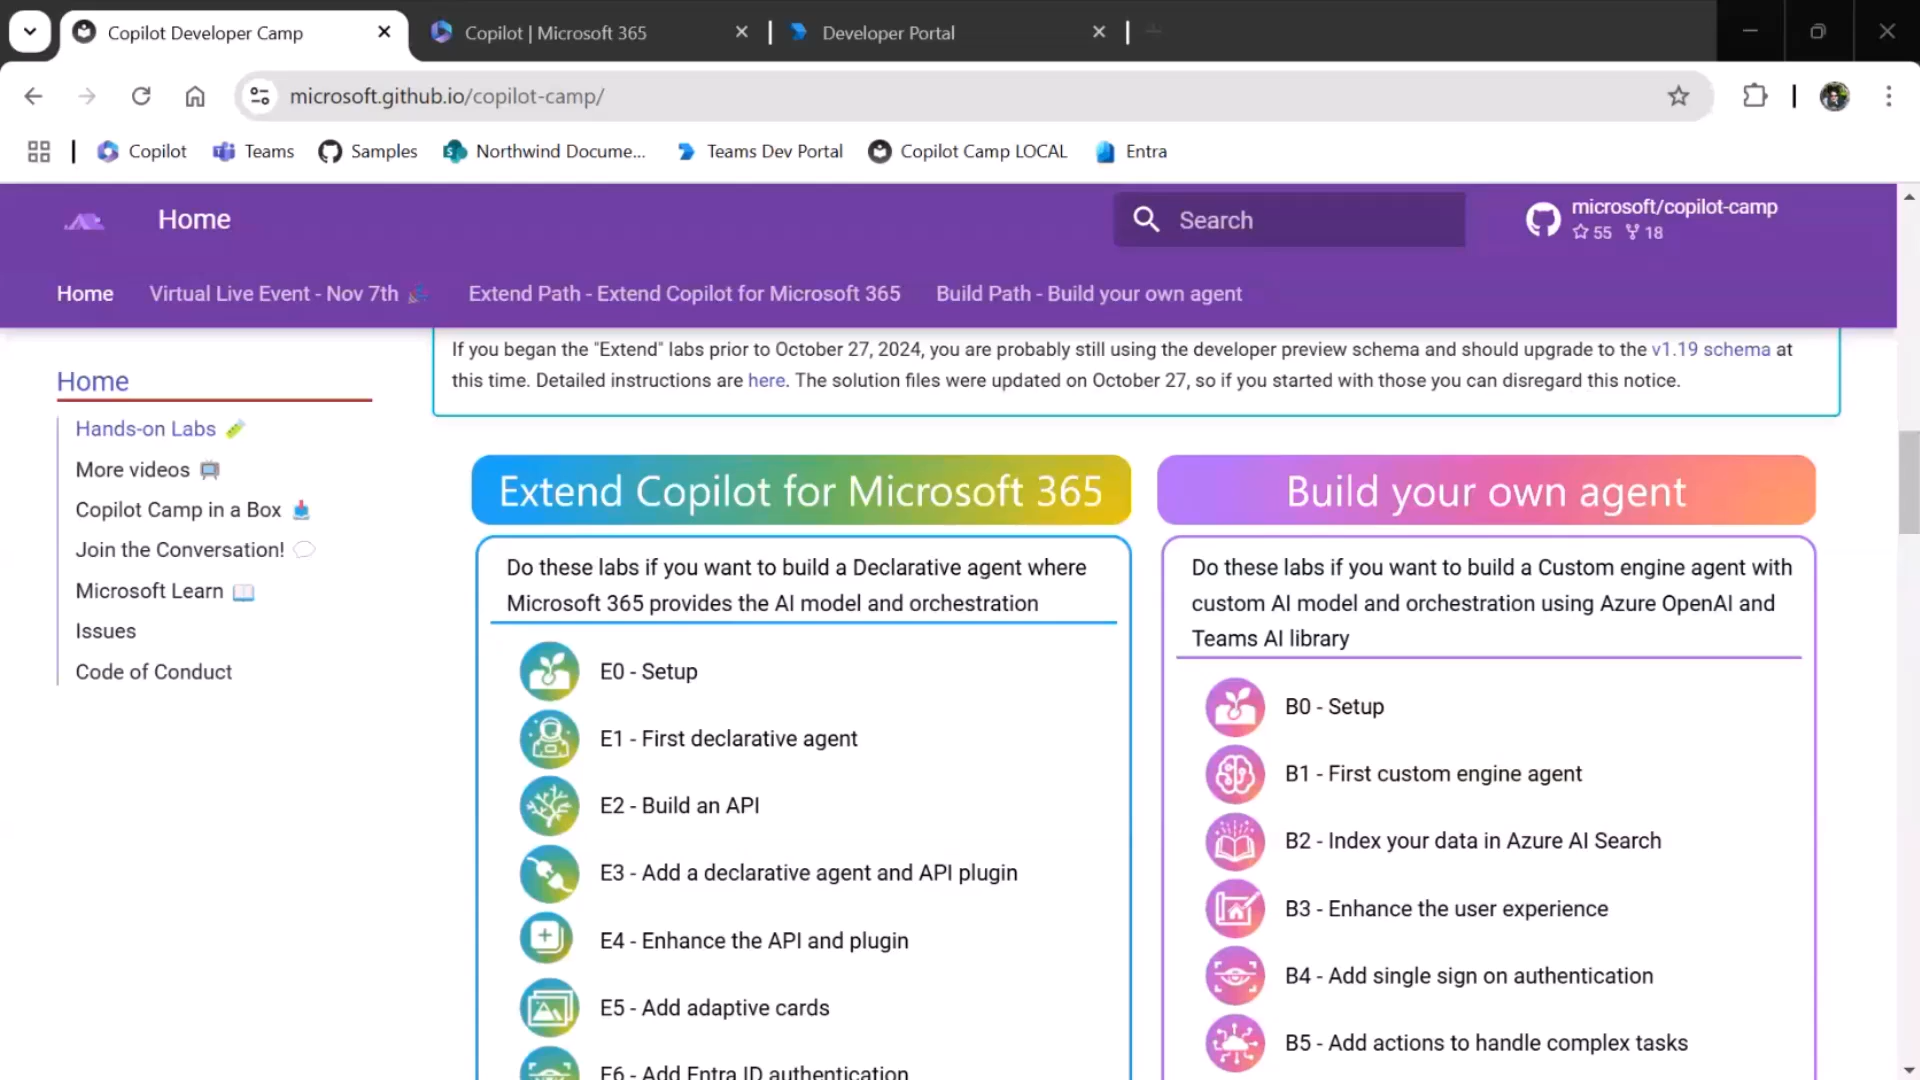 Copilot Developer Camp
Copilot | Microsoft 365
Developer Portal
microsoft.github.io/copilot-camp/
Copilot
Teams
Samples
Northwind Docume...
Teams Dev Portal
Copilot Camp LOCAL
Entra
Home
Search
microsoft/copilot-camp
55 18
Home
Virtual Live Event - Nov 7th
Extend Path - Extend Copilot for Microsoft 365
Build Path - Build your own agent
If you began the "Extend" labs prior to October 27, 2024, you are probably still using the developer preview schema and should upgrade to the v1.19 schema at
this time. Detailed instructions are here. The solution files were updated on October 27, so if you started with those you can disregard this notice.
Home
Hands-on Labs
More videos
Copilot Camp in a Box
Join the Conversation!
Microsoft Learn
Issues
Code of Conduct
Extend Copilot for Microsoft 365
Do these labs if you want to build a Declarative agent where
Microsoft 365 provides the AI model and orchestration
E0 - Setup
E1 - First declarative agent
E2 - Build an API
E3 - Add a declarative agent and API plugin
E4 - Enhance the API and plugin
E5 - Add adaptive cards
E6 - Add Entra ID authentication
Build your own agent
Do these labs if you want to build a Custom engine agent with
custom AI model and orchestration using Azure OpenAI and
Teams AI library
B0 - Setup
B1 - First custom engine agent
B2 - Index your data in Azure AI Search
B3 - Enhance the user experience
B4 - Add single sign on authentication
B5 - Add actions to handle complex tasks